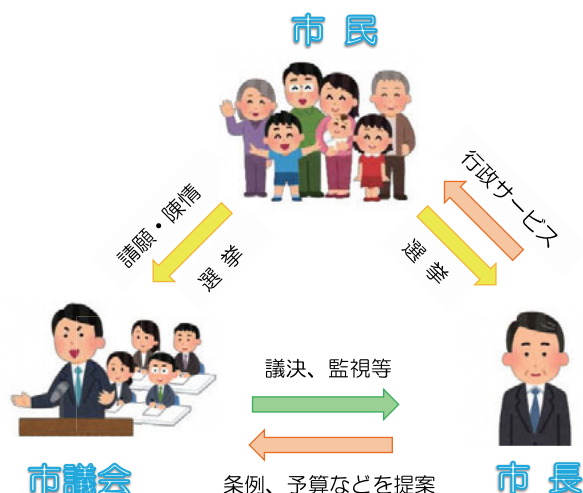 市民
請願・陳情
選挙
行政サービス
選挙
議決、監視等
条例、予算などを提案
市議会
市長